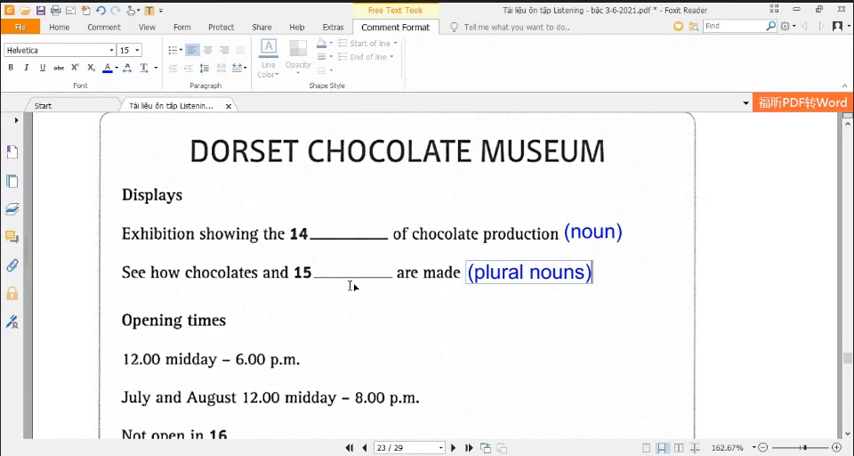 Free Text Tools
Tài liệu ôn tập Listening - bậc 3-6-2021.pdf * - Foxit Reader
File Home Comment View Form Protect Share Help Extras Comment Format Tell me what you want to do.. Find
Helvetica 15 Line Color Opacity Start of line
B I U abc X² X₂ A T End of line
Font Paragraph Shape Style
Start Tài liệu ôn tập Listenin... 福昕PDF转Word
DORSET CHOCOLATE MUSEUM
Displays
Exhibition showing the 14__________ of chocolate production (noun)
See how chocolates and 15__________ are made (plural nouns)
Opening times
12.00 midday – 6.00 p.m.
July and August 12.00 midday – 8.00 p.m.
Not open in 16
23 / 29 162.67%